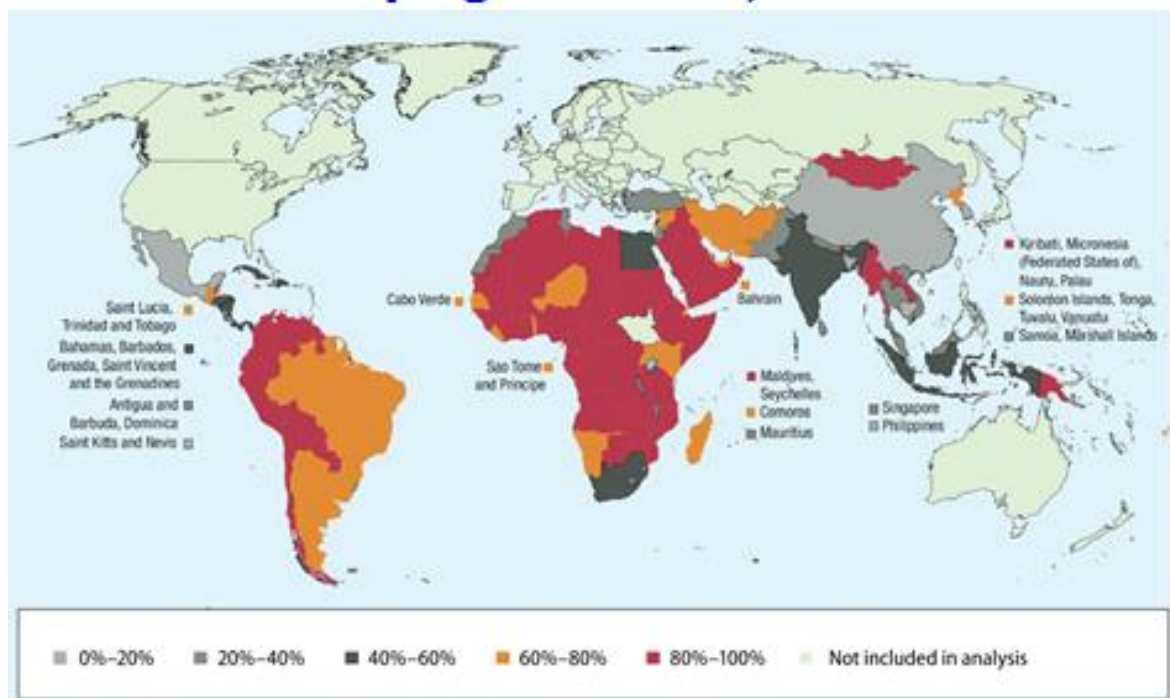 Saint Lucia,
Trinidad and Tobago
Bahamas, Barbados,
Grenada, Saint Vincent
and the Grenadines
Antigua and
Barbuda, Dominica
Saint Kitts and Nevis
Cabo Verde
Sao Tome
and Principe
Bahrain
Maldives,
Seychelles
Comoros
Mauritius
Singapore
Philippines
Kiribati, Micronesia
(Federated States of),
Nauru, Palau
Solomon Islands, Tonga,
Tuvalu, Vanuatu
Samoa, Marshall Islands
0%–20% 20%–40% 40%–60% 60%–80% 80%–100% Not included in analysis